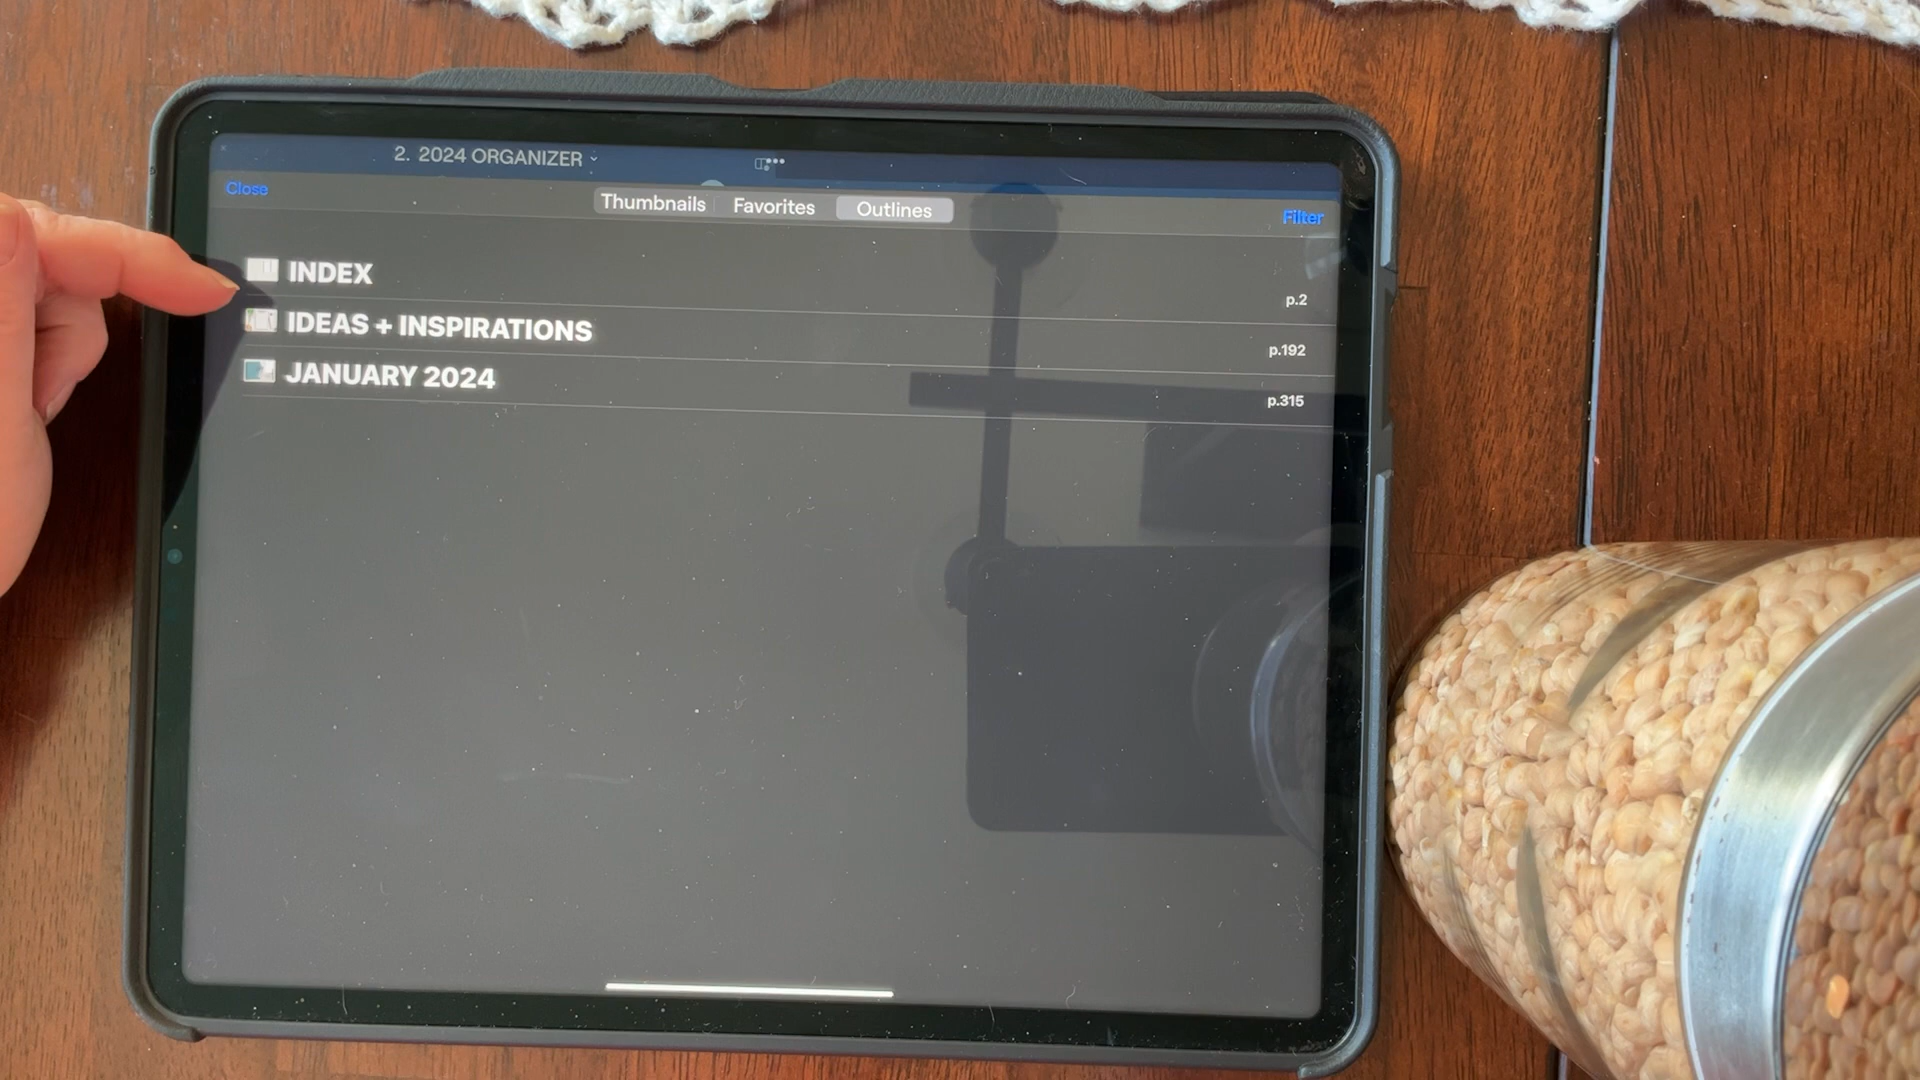 2. 2024 ORGANIZER
Close
Thumbnails Favorites Outlines
Filter
INDEX
p.2
IDEAS + INSPIRATIONS
p.192
JANUARY 2024
p.315